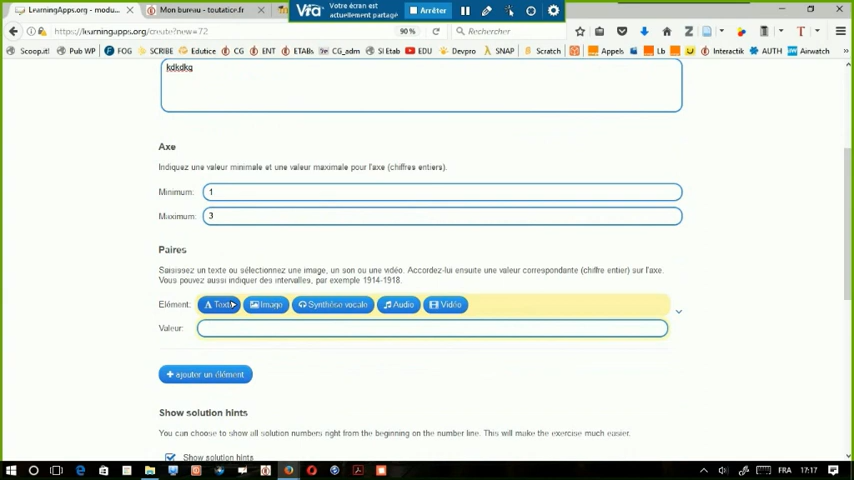 LearningApps.org - modu...
Mon bureau - toutatice.fr
Via
Votre écran est
actuellement partagé
Arrêter
https://learningapps.org/create?new=72
90 %
Rechercher
Scoop.it!
Pub WP
FOG
SCRIBE
Edutice
CG
ENT
ETABs
CG_adm
SI Etab
EDU
Devpro
SNAP
Scratch
Appels
Lb
Interactik
AUTH
Airwatch
kdkdkg
Axe
Indiquez une valeur minimale et une valeur maximale pour l'axe (chiffres entiers).
Minimum: 1
Maximum: 3
Paires
Saisissez un texte ou sélectionnez une image, un son ou une vidéo. Accordez-lui ensuite une valeur correspondante (chiffre entier) sur l'axe.
Vous pouvez aussi indiquer des intervalles, par exemple 1914-1918.
Elément: A Texte Image Synthèse vocale Audio Vidéo
Valeur:
+ ajouter un élément
Show solution hints
You can choose to show all solution numbers right from the beginning on the number line. This will make the exercise much easier.
Show solution hints
FRA 17:17